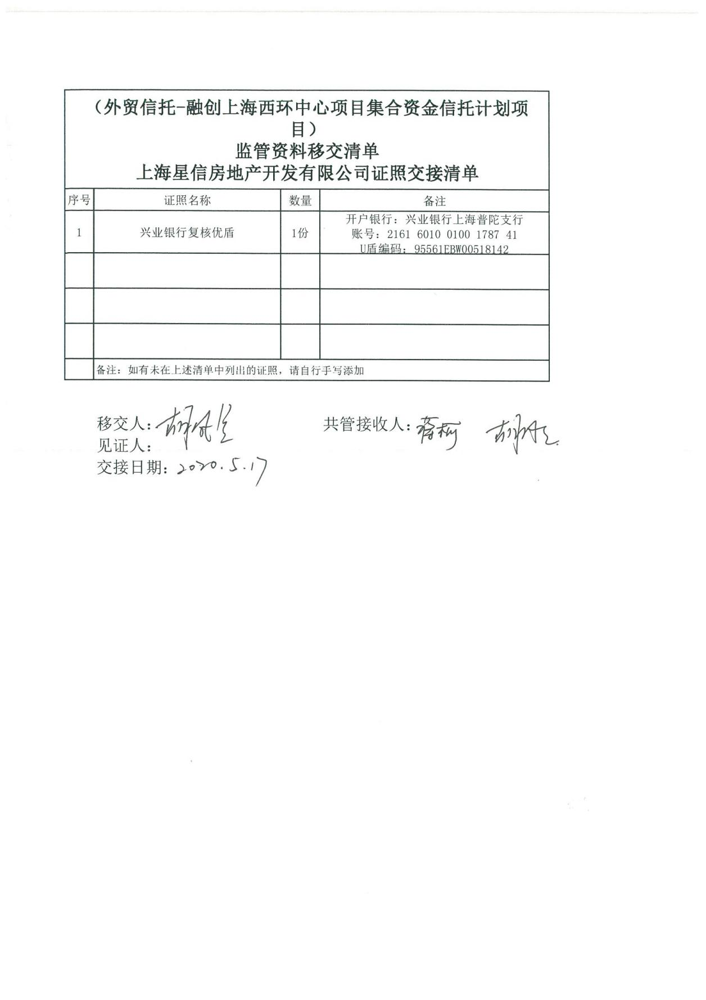 （外贸信托-融创上海西环中心项目集合资金信托计划项
目）
监管资料移交清单
上海星信房地产开发有限公司证照交接清单
序号 证照名称 数量 备注
1 兴业银行复核优盾 1份 开户银行：兴业银行上海普陀支行
账号：2161 6010 0100 1787 41
U盾编码：95561EBW00518142
备注：如有未在上述清单中列出的证照，请自行手写添加
移交人： 共管接收人：
见证人：
交接日期：2020.5.17